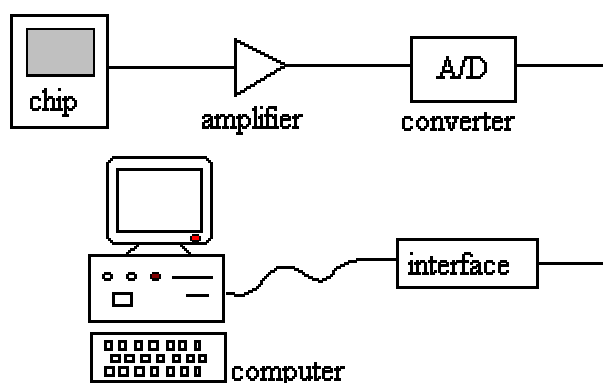 A/D
chip
amplifier
converter
interface
computer